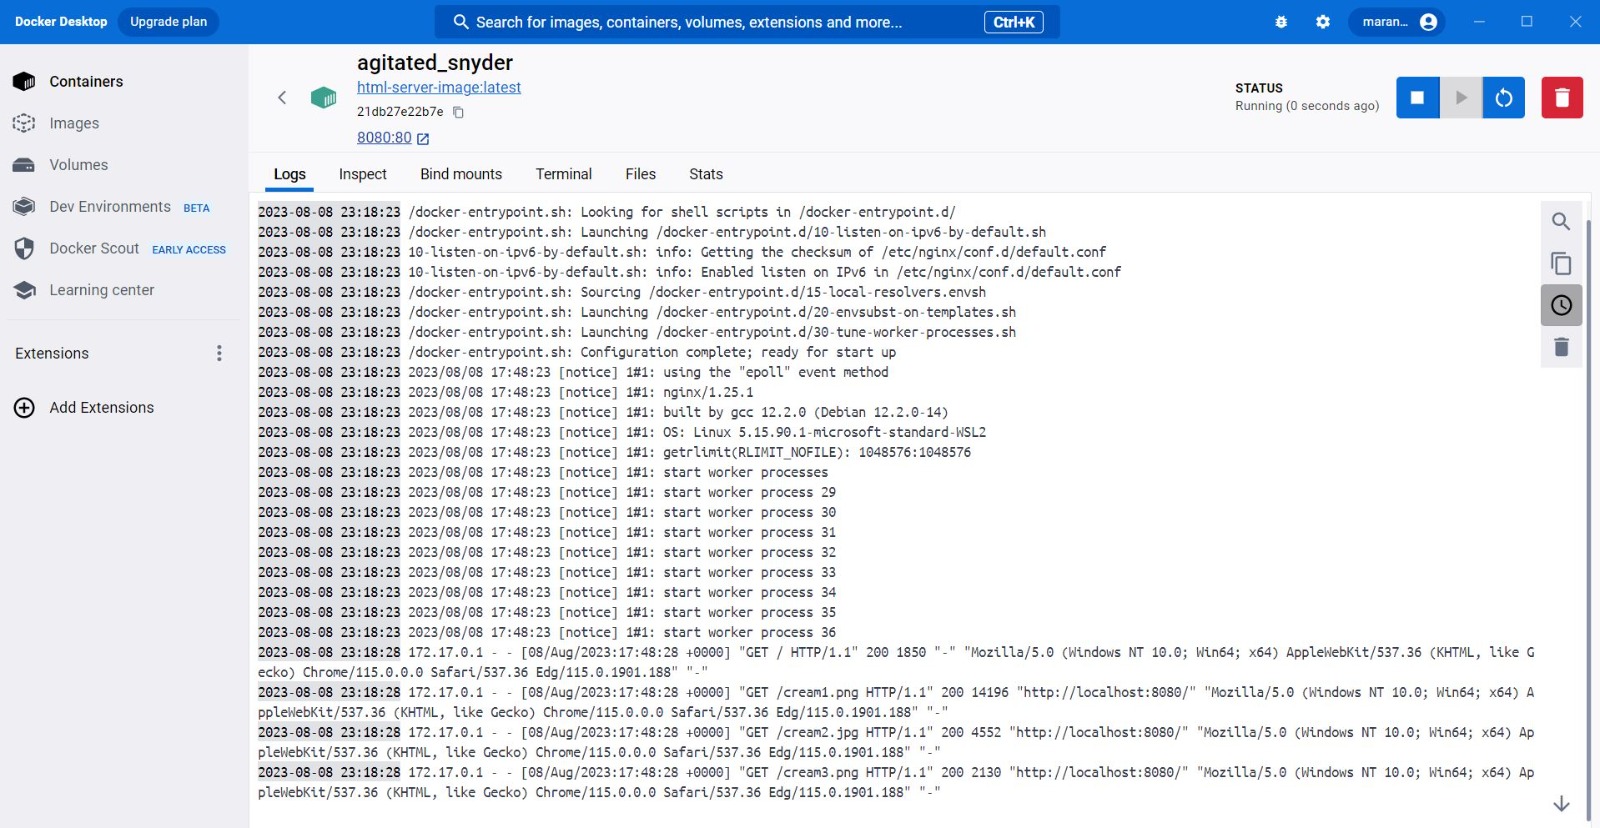 Docker Desktop
Upgrade plan
Search for images, containers, volumes, extensions and more...
Ctrl+K
maran...
Containers
Images
Volumes
Dev Environments BETA
Docker Scout EARLY ACCESS
Learning center
Extensions
Add Extensions
agitated_snyder
html-server-image:latest
21db27e22b7e
8080:80
STATUS
Running (0 seconds ago)
Logs
Inspect
Bind mounts
Terminal
Files
Stats
2023-08-08 23:18:23 /docker-entrypoint.sh: Looking for shell scripts in /docker-entrypoint.d/
2023-08-08 23:18:23 /docker-entrypoint.sh: Launching /docker-entrypoint.d/10-listen-on-ipv6-by-default.sh
2023-08-08 23:18:23 10-listen-on-ipv6-by-default.sh: info: Getting the checksum of /etc/nginx/conf.d/default.conf
2023-08-08 23:18:23 10-listen-on-ipv6-by-default.sh: info: Enabled listen on IPv6 in /etc/nginx/conf.d/default.conf
2023-08-08 23:18:23 /docker-entrypoint.sh: Sourcing /docker-entrypoint.d/15-local-resolvers.envsh
2023-08-08 23:18:23 /docker-entrypoint.sh: Launching /docker-entrypoint.d/20-envsubst-on-templates.sh
2023-08-08 23:18:23 /docker-entrypoint.sh: Launching /docker-entrypoint.d/30-tune-worker-processes.sh
2023-08-08 23:18:23 /docker-entrypoint.sh: Configuration complete; ready for start up
2023-08-08 23:18:23 2023/08/08 17:48:23 [notice] 1#1: using the "epoll" event method
2023-08-08 23:18:23 2023/08/08 17:48:23 [notice] 1#1: nginx/1.25.1
2023-08-08 23:18:23 2023/08/08 17:48:23 [notice] 1#1: built by gcc 12.2.0 (Debian 12.2.0-14)
2023-08-08 23:18:23 2023/08/08 17:48:23 [notice] 1#1: OS: Linux 5.15.90.1-microsoft-standard-WSL2
2023-08-08 23:18:23 2023/08/08 17:48:23 [notice] 1#1: getrlimit(RLIMIT_NOFILE): 1048576:1048576
2023-08-08 23:18:23 2023/08/08 17:48:23 [notice] 1#1: start worker processes
2023-08-08 23:18:23 2023/08/08 17:48:23 [notice] 1#1: start worker process 29
2023-08-08 23:18:23 2023/08/08 17:48:23 [notice] 1#1: start worker process 30
2023-08-08 23:18:23 2023/08/08 17:48:23 [notice] 1#1: start worker process 31
2023-08-08 23:18:23 2023/08/08 17:48:23 [notice] 1#1: start worker process 32
2023-08-08 23:18:23 2023/08/08 17:48:23 [notice] 1#1: start worker process 33
2023-08-08 23:18:23 2023/08/08 17:48:23 [notice] 1#1: start worker process 34
2023-08-08 23:18:23 2023/08/08 17:48:23 [notice] 1#1: start worker process 35
2023-08-08 23:18:23 2023/08/08 17:48:23 [notice] 1#1: start worker process 36
2023-08-08 23:18:28 172.17.0.1 - - [08/Aug/2023:17:48:28 +0000] "GET / HTTP/1.1" 200 1850 "-" "Mozilla/5.0 (Windows NT 10.0; Win64; x64) AppleWebKit/537.36 (KHTML, like G
ecko) Chrome/115.0.0.0 Safari/537.36 Edg/115.0.1901.188" "-"
2023-08-08 23:18:28 172.17.0.1 - - [08/Aug/2023:17:48:28 +0000] "GET /cream1.png HTTP/1.1" 200 14196 "http://localhost:8080/" "Mozilla/5.0 (Windows NT 10.0; Win64; x64) A
ppleWebKit/537.36 (KHTML, like Gecko) Chrome/115.0.0.0 Safari/537.36 Edg/115.0.1901.188" "-"
2023-08-08 23:18:28 172.17.0.1 - - [08/Aug/2023:17:48:28 +0000] "GET /cream2.jpg HTTP/1.1" 200 4552 "http://localhost:8080/" "Mozilla/5.0 (Windows NT 10.0; Win64; x64) Ap
pleWebKit/537.36 (KHTML, like Gecko) Chrome/115.0.0.0 Safari/537.36 Edg/115.0.1901.188" "-"
2023-08-08 23:18:28 172.17.0.1 - - [08/Aug/2023:17:48:28 +0000] "GET /cream3.png HTTP/1.1" 200 2130 "http://localhost:8080/" "Mozilla/5.0 (Windows NT 10.0; Win64; x64) Ap
pleWebKit/537.36 (KHTML, like Gecko) Chrome/115.0.0.0 Safari/537.36 Edg/115.0.1901.188" "-"